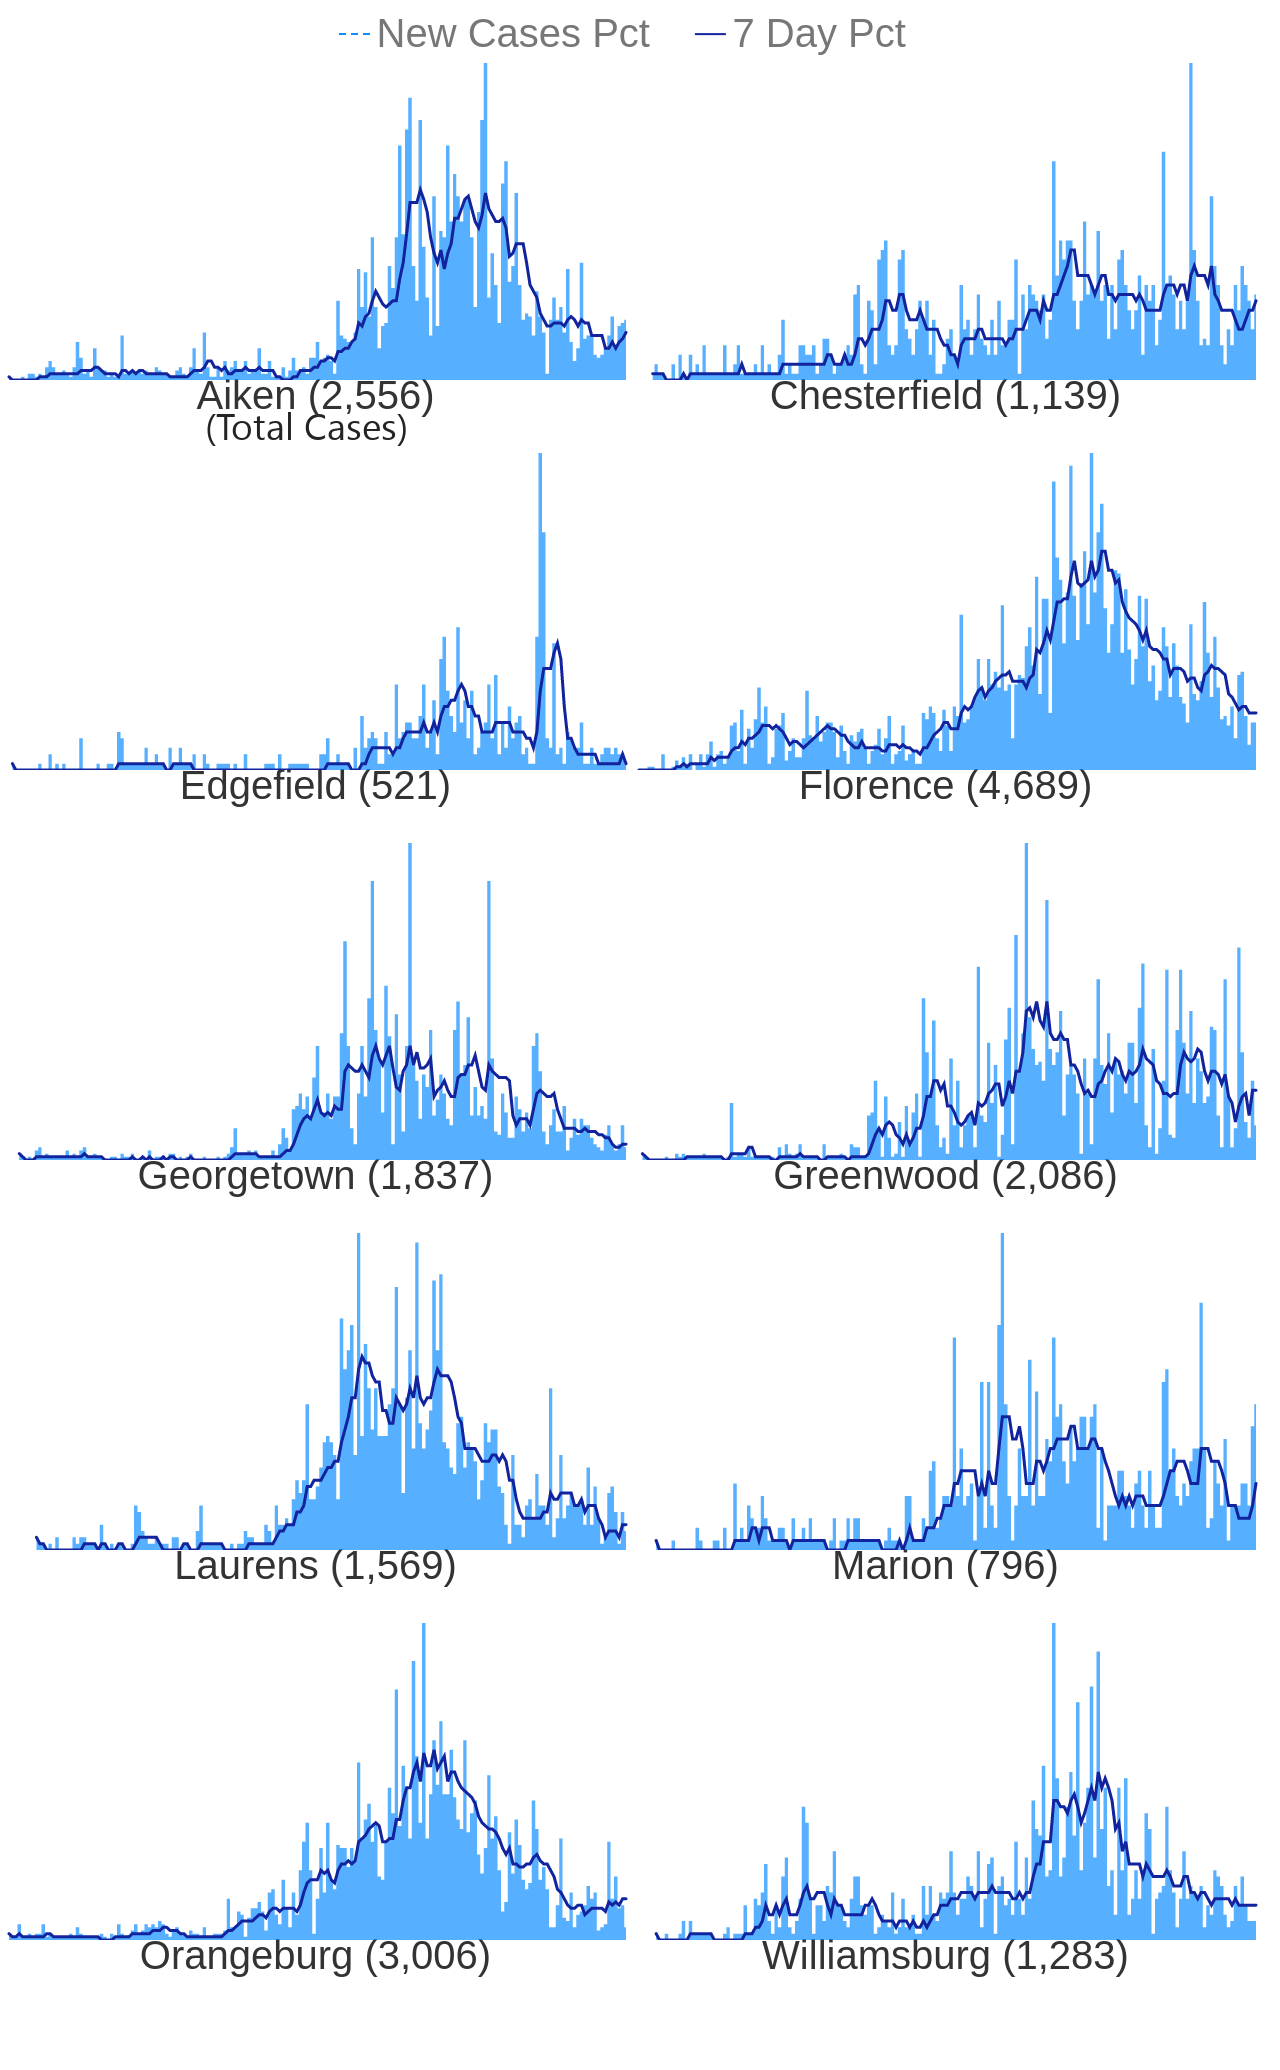 New Cases Pct 7 Day Pct
Aiken (2,556) Chesterfield (1,139)
(Total Cases)
Edgefield (521) Florence (4,689)
Georgetown (1,837) Greenwood (2,086)
Laurens (1,569) Marion (796)
Orangeburg (3,006) Williamsburg (1,283)